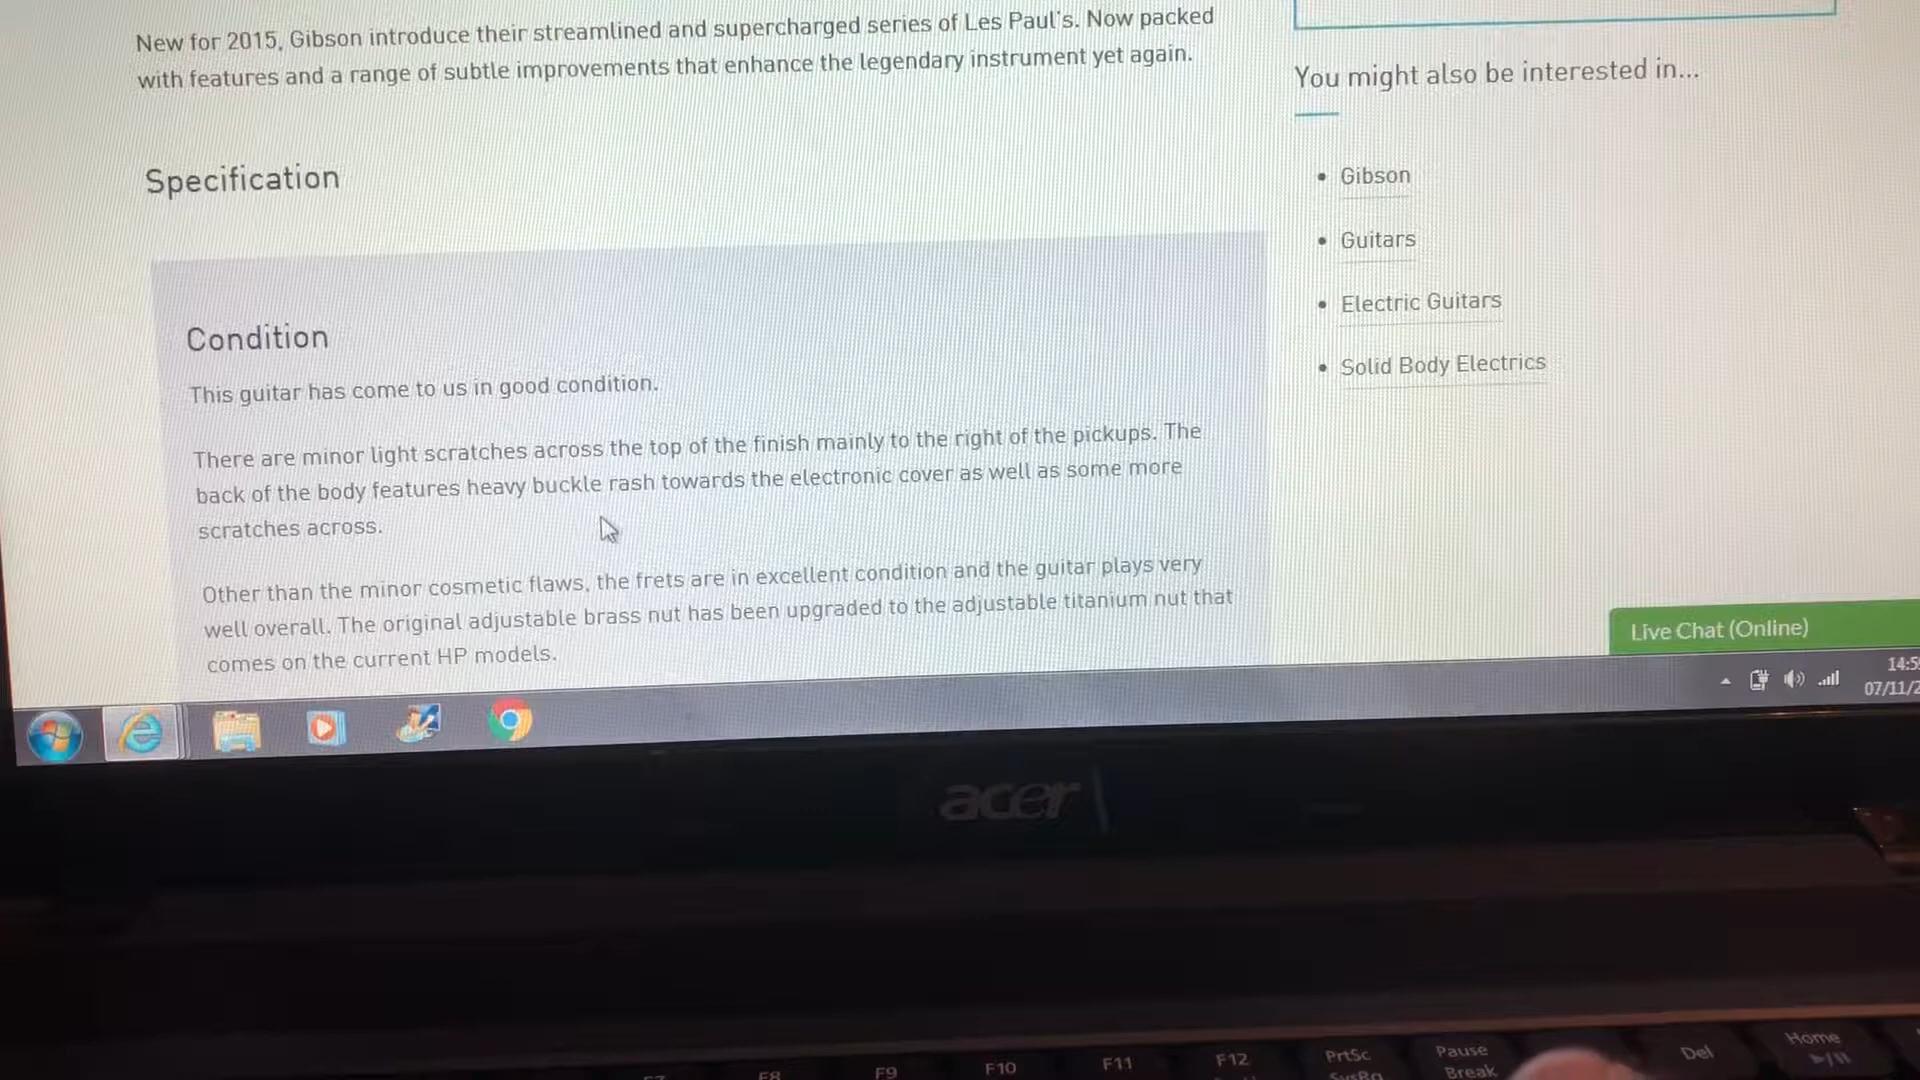 New for 2015, Gibson introduce their streamlined and supercharged series of Les Paul's. Now packed
with features and a range of subtle improvements that enhance the legendary instrument yet again.
Specification
Condition
This guitar has come to us in good condition.
There are minor light scratches across the top of the finish mainly to the right of the pickups. The
back of the body features heavy buckle rash towards the electronic cover as well as some more
scratches across.
Other than the minor cosmetic flaws, the frets are in excellent condition and the guitar plays very
well overall. The original adjustable brass nut has been upgraded to the adjustable titanium nut that
comes on the current HP models.
You might also be interested in...
• Gibson
• Guitars
• Electric Guitars
• Solid Body Electrics
Live Chat (Online)
14:5
07/11/2
acer
F8
F9
F10
F11
F12
PrtSc
SysRq
Pause
Break
Del
Home